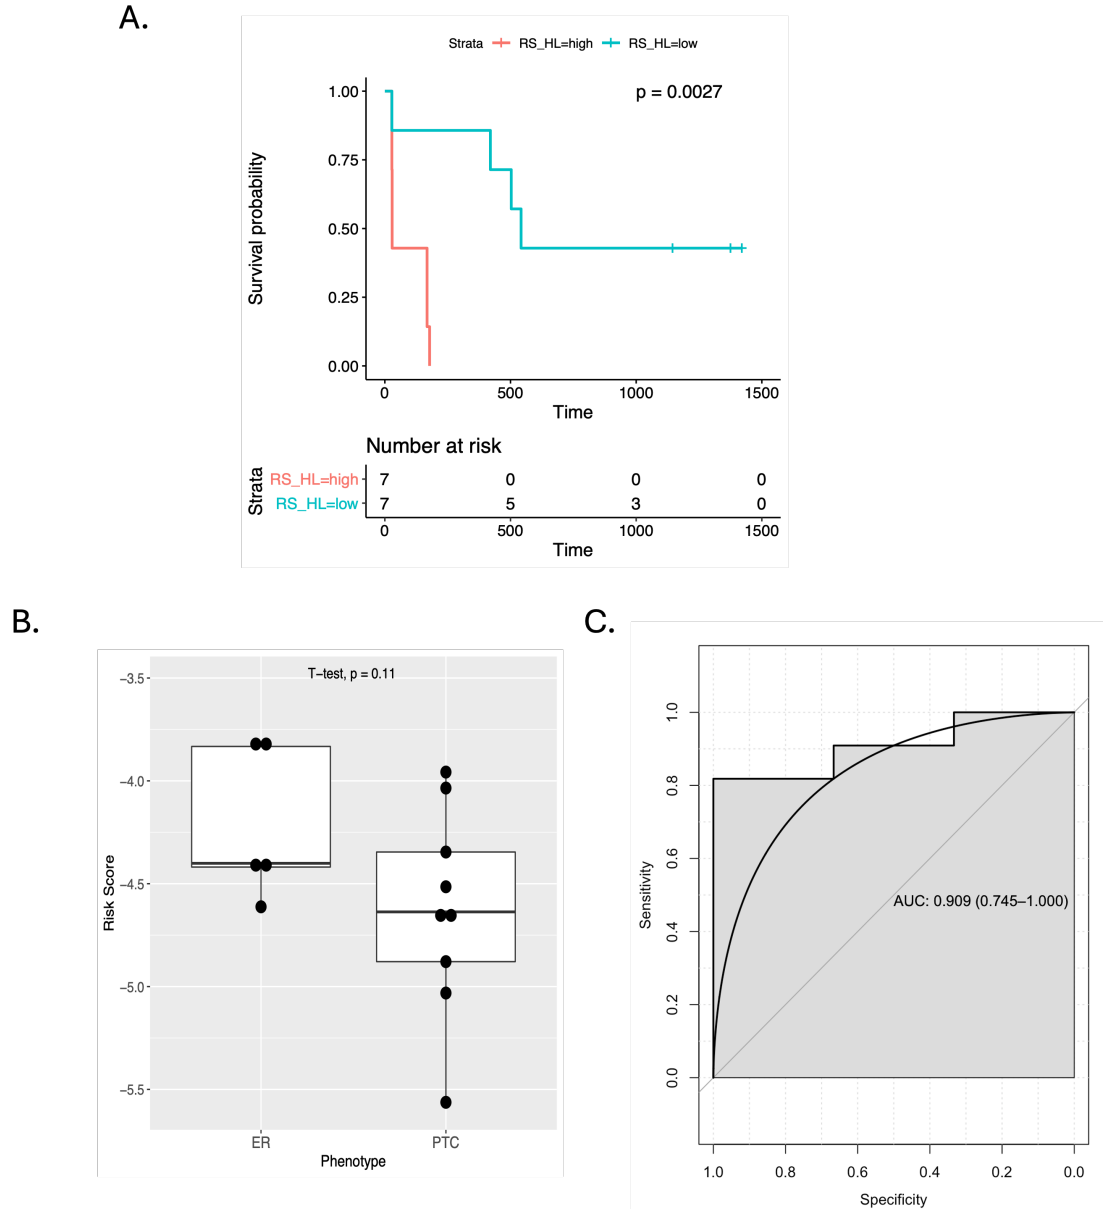 A.
Strata RS_HL=high RS_HL=low
p = 0.0027
Survival probability
1.00
0.75
0.50
0.25
0.00
0 500 1000 1500
Time
Number at risk
Strata
RS_HL=high 7 0 0 0
RS_HL=low 7 5 3 0
0 500 1000 1500
Time
B.
T-test, p = 0.11
Risk Score
−3.5
−4.0
−4.5
−5.0
−5.5
ER PTC
Phenotype
C.
Sensitivity
1.0
0.8
0.6
0.4
0.2
0.0
AUC: 0.909 (0.745–1.000)
1.0 0.8 0.6 0.4 0.2 0.0
Specificity